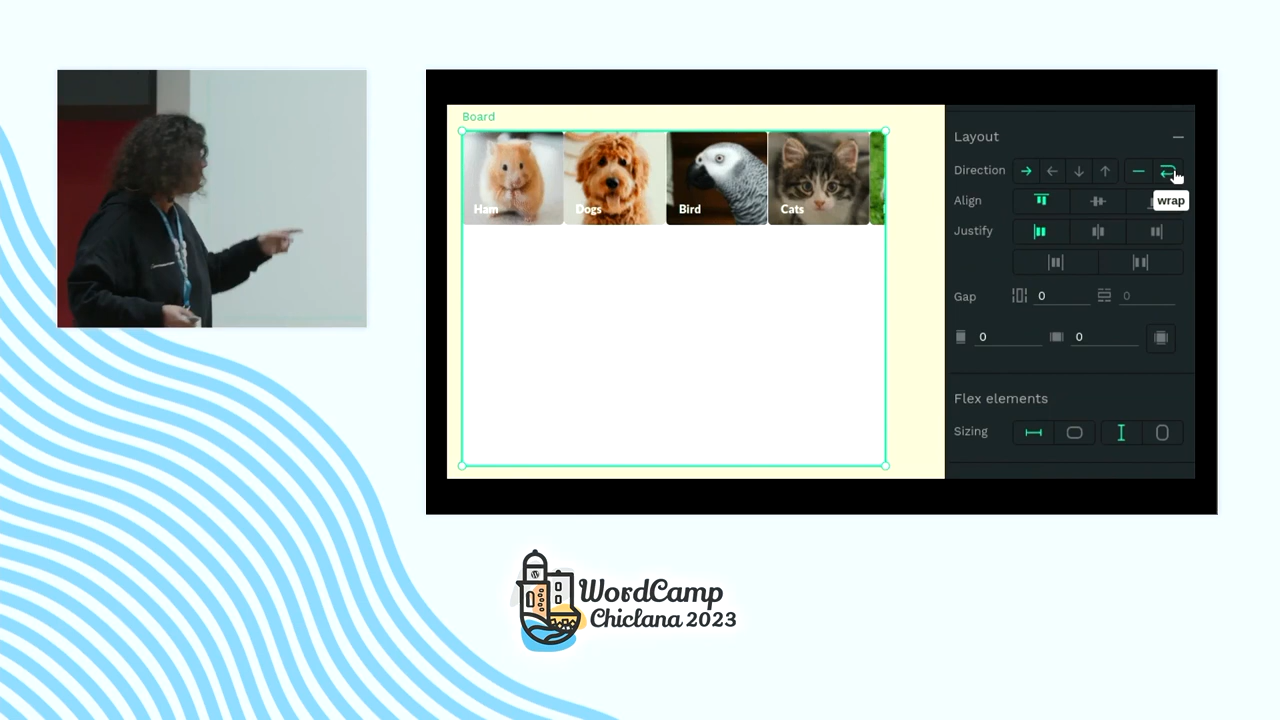 Board
Ham
Dogs
Bird
Cats
Layout
Direction
wrap
Align
Justify
Gap
0
0
0
0
Flex elements
Sizing
WordCamp
Chiclana 2023